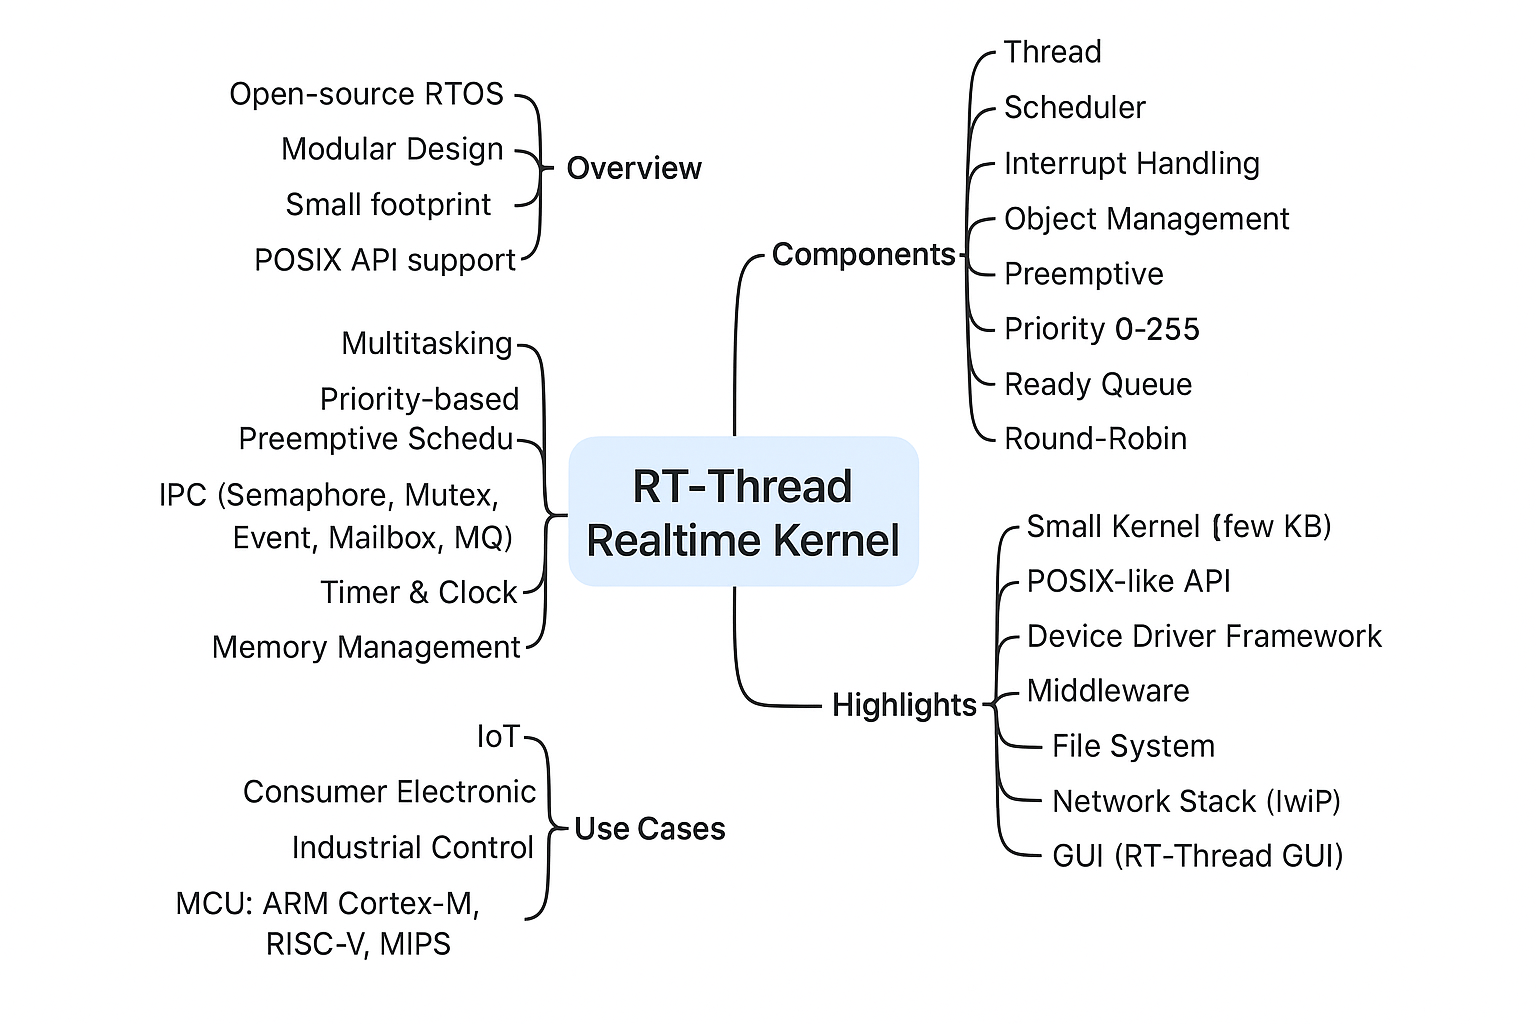 Open-source RTOS
Modular Design
Small footprint
POSIX API support
Overview
Multitasking
Priority-based
Preemptive Schedu
IPC (Semaphore, Mutex,
Event, Mailbox, MQ)
Timer & Clock
Memory Management
IoT
Consumer Electronic
Industrial Control
MCU: ARM Cortex-M,
RISC-V, MIPS
Use Cases
RT-Thread
Realtime Kernel
Components
Thread
Scheduler
Interrupt Handling
Object Management
Preemptive
Priority 0-255
Ready Queue
Round-Robin
Highlights
Small Kernel (few KB)
POSIX-like API
Device Driver Framework
Middleware
File System
Network Stack (IwiP)
GUI (RT-Thread GUI)